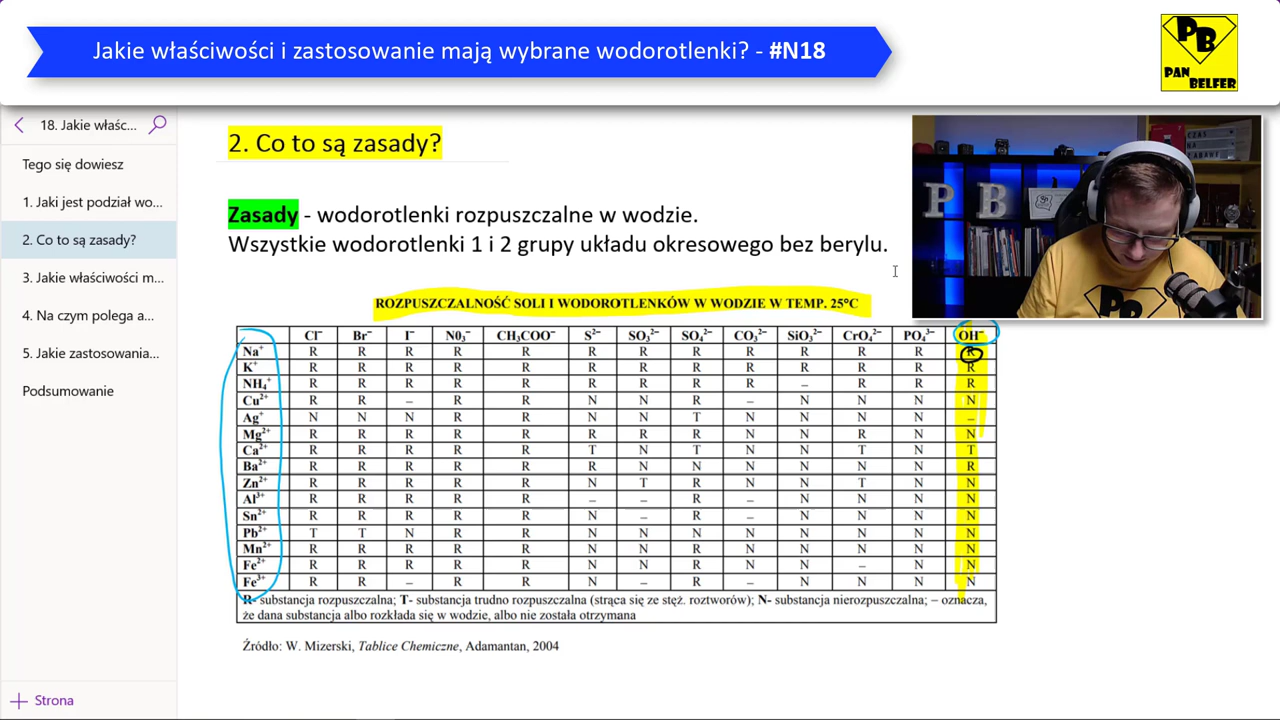 Jakie właściwości i zastosowanie mają wybrane wodorotlenki? - #N18
PB
PAN
BELFER
18. Jakie właśc...
Tego się dowiesz
1. Jaki jest podział wo...
2. Co to są zasady?
3. Jakie właściwości m...
4. Na czym polega a...
5. Jakie zastosowania...
Podsumowanie
Strona
2. Co to są zasady?
Zasady - wodorotlenki rozpuszczalne w wodzie.
Wszystkie wodorotlenki 1 i 2 grupy układu okresowego bez berylu.
P B
ROZPUSZCZALNOŚĆ SOLI I WODOROTLENKÓW W WODZIE W TEMP. 25°C
Cl⁻ Br⁻ I⁻ NO₃⁻ CH₃COO⁻ S²⁻ SO₃²⁻ SO₄²⁻ CO₃²⁻ SiO₃²⁻ CrO₄²⁻ PO₄³⁻ OH⁻
Na⁺ R R R R R R R R R R R R R
K⁺ R R R R R R R R R R R R R
NH₄⁺ R R R R R R R R R – R R R
Cu²⁺ R R – R R N N R – N N N N
Ag⁺ N N N R R N N T N N N N –
Mg²⁺ R R R R R R R R N N R N N
Ca²⁺ R R R R R T N T N N T N T
Ba²⁺ R R R R R R N N N N N N R
Zn²⁺ R R R R R N T R N N T N N
Al³⁺ R R R R R – – R – N N N N
Sn²⁺ R R R R R N – R – N N N N
Pb²⁺ T T N R R N N N N N N N N
Mn²⁺ R R R R R N N R N N N N N
Fe²⁺ R R R R R N N R N N – N N
Fe³⁺ R R – R R N – R – N N N N
R- substancja rozpuszczalna; T- substancja trudno rozpuszczalna (strąca się ze stęż. roztworów); N- substancja nierozpuszczalna; – oznacza,
że dana substancja albo rozkłada się w wodzie, albo nie została otrzymana
Źródło: W. Mizerski, Tablice Chemiczne, Adamantan, 2004